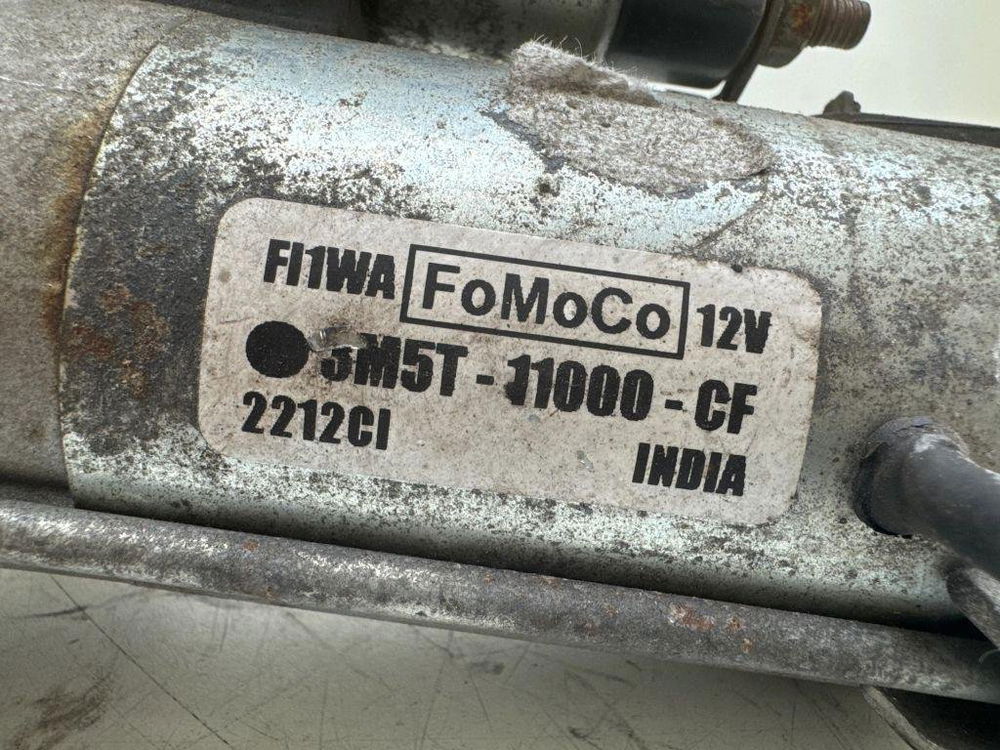 FI1WA FoMoCo 12V
3M5T - 11000 - CF
2212CI
INDIA